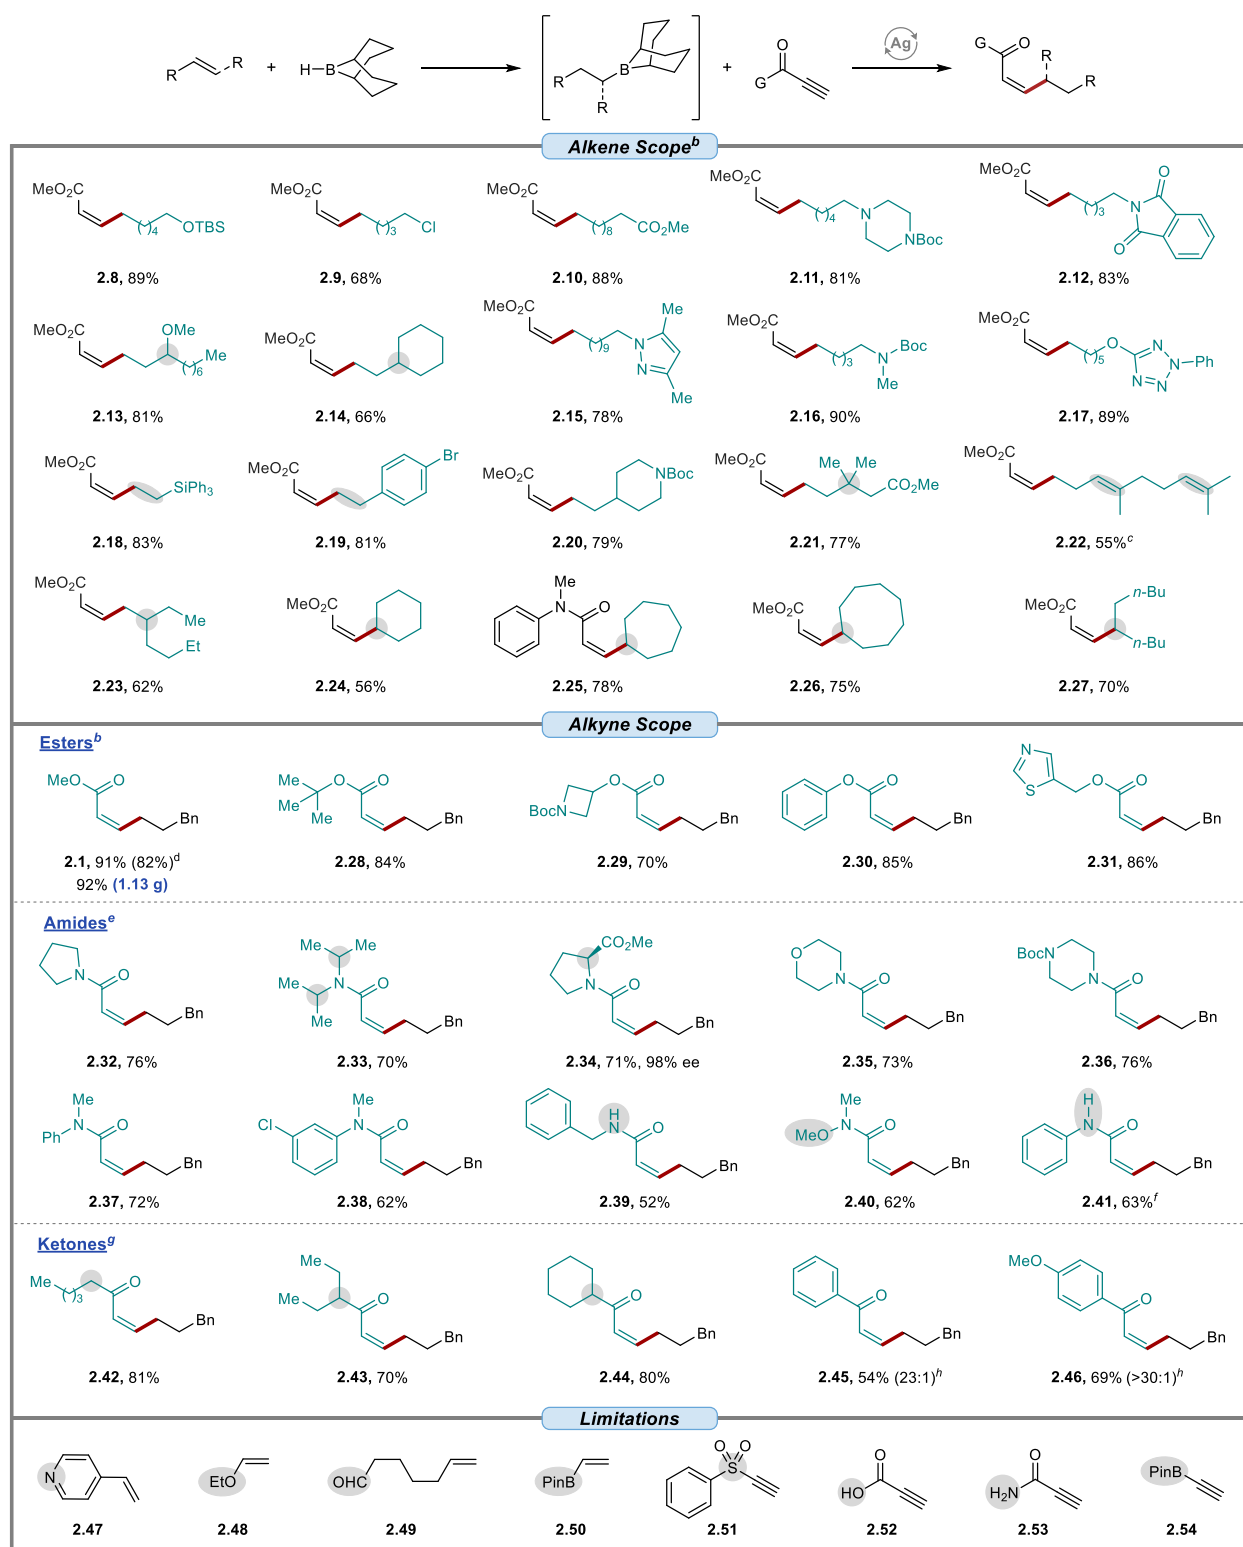 R R + H B B R R + G O Ag G O R R
Alkene Scope^b
MeO2C ( )4 OTBS MeO2C ( )3 Cl MeO2C ( )8 CO2Me MeO2C ( )4 N NBoc MeO2C ( )3 N O O
2.8, 89% 2.9, 68% 2.10, 88% 2.11, 81% 2.12, 83%
MeO2C OMe ( )6 Me MeO2C MeO2C ( )9 N N Me Me MeO2C ( )3 N Boc Me MeO2C ( )5 O N N N N Ph
2.13, 81% 2.14, 66% 2.15, 78% 2.16, 90% 2.17, 89%
MeO2C SiPh3 MeO2C Br MeO2C NBoc MeO2C Me Me CO2Me MeO2C
2.18, 83% 2.19, 81% 2.20, 79% 2.21, 77% 2.22, 55%^c
MeO2C Me Et MeO2C Me N O MeO2C MeO2C n-Bu n-Bu
2.23, 62% 2.24, 56% 2.25, 78% 2.26, 75% 2.27, 70%
Alkyne Scope
Esters^b
MeO O Bn Me Me Me O O Bn BocN O O Bn O O Bn N S O O Bn
2.1, 91% (82%)^d 2.28, 84% 2.29, 70% 2.30, 85% 2.31, 86%
92% (1.13 g)
Amides^e
N O Bn Me Me Me Me N O Bn CO2Me N O Bn O N O Bn BocN N O Bn
2.32, 76% 2.33, 70% 2.34, 71%, 98% ee 2.35, 73% 2.36, 76%
Me N Ph O Bn Cl Me N O Bn H N O Bn Me N MeO O Bn H N O Bn
2.37, 72% 2.38, 62% 2.39, 52% 2.40, 62% 2.41, 63%^f
Ketones^g
Me ( )3 O Bn Me Me O Bn O Bn O Bn MeO O Bn
2.42, 81% 2.43, 70% 2.44, 80% 2.45, 54% (23:1)^h 2.46, 69% (>30:1)^h
Limitations
N EtO OHC PinB O O S O HO O H2N PinB
2.47 2.48 2.49 2.50 2.51 2.52 2.53 2.54